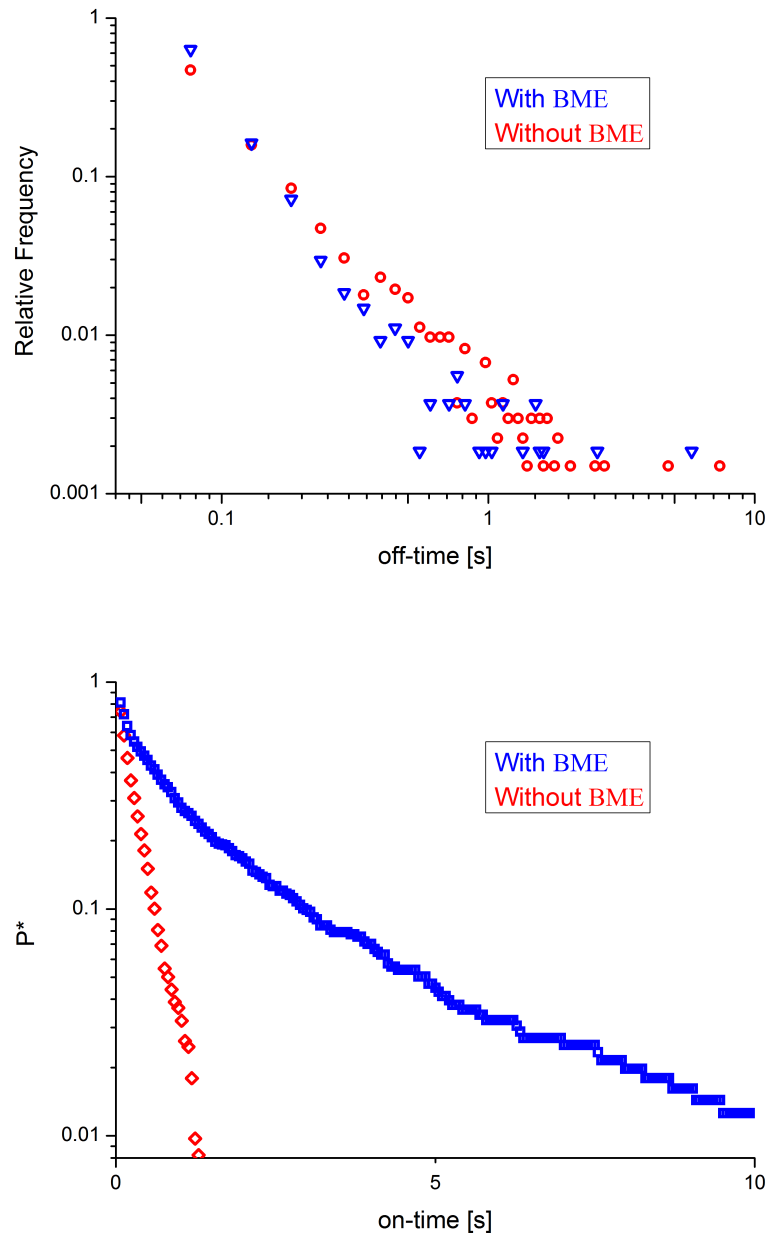 1
With BME
Without BME
0.1
Relative Frequency
0.01
0.001
0.1
1
10
off-time [s]
1
With BME
Without BME
0.1
P*
0.01
0
5
10
on-time [s]